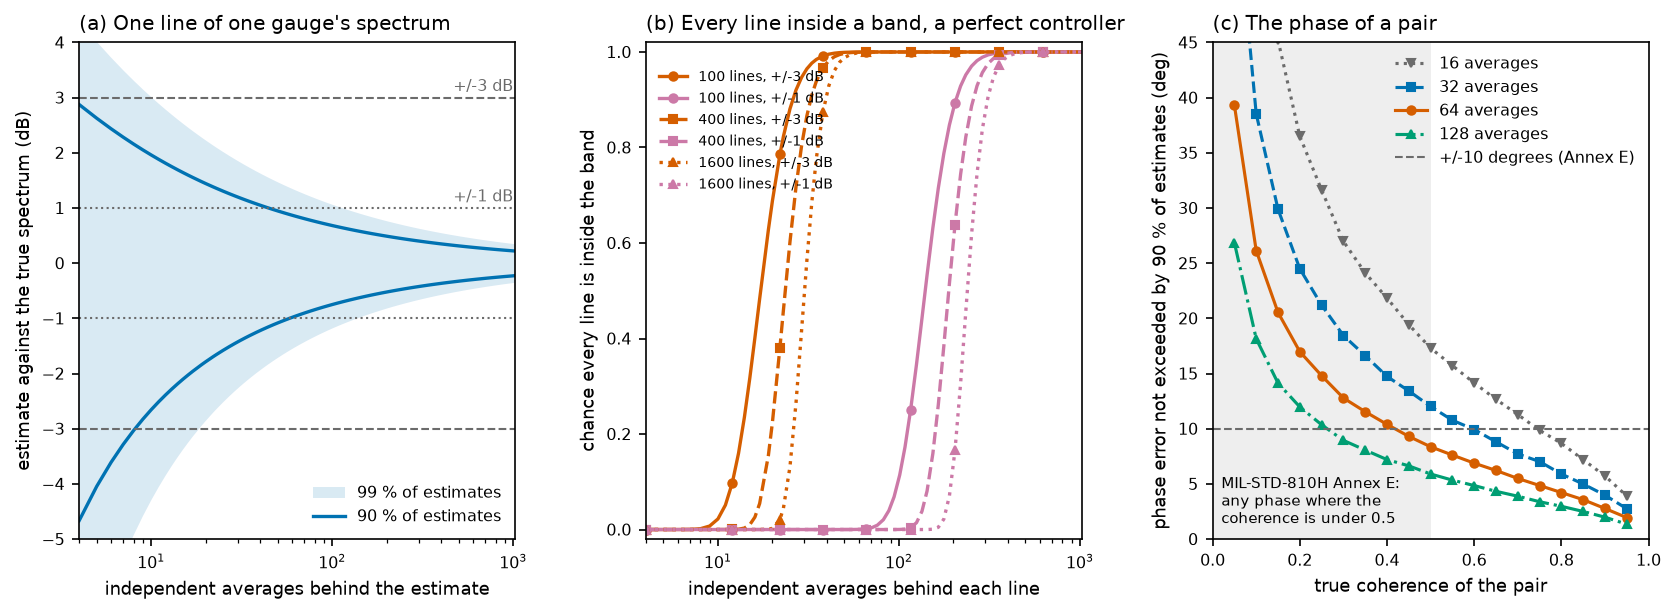 (a) One line of one gauge's spectrum
estimate against the true spectrum (dB)
4
3
2
1
0
−1
−2
−3
−4
−5
+/-3 dB
+/-1 dB
99 % of estimates
90 % of estimates
10¹
10²
10³
independent averages behind the estimate
(b) Every line inside a band, a perfect controller
chance every line is inside the band
1.0
0.8
0.6
0.4
0.2
0.0
100 lines, +/-3 dB
100 lines, +/-1 dB
400 lines, +/-3 dB
400 lines, +/-1 dB
1600 lines, +/-3 dB
1600 lines, +/-1 dB
10¹
10²
10³
independent averages behind each line
(c) The phase of a pair
phase error not exceeded by 90 % of estimates (deg)
45
40
35
30
25
20
15
10
5
0
16 averages
32 averages
64 averages
128 averages
+/-10 degrees (Annex E)
MIL-STD-810H Annex E:
any phase where the
coherence is under 0.5
0.0
0.2
0.4
0.6
0.8
1.0
true coherence of the pair